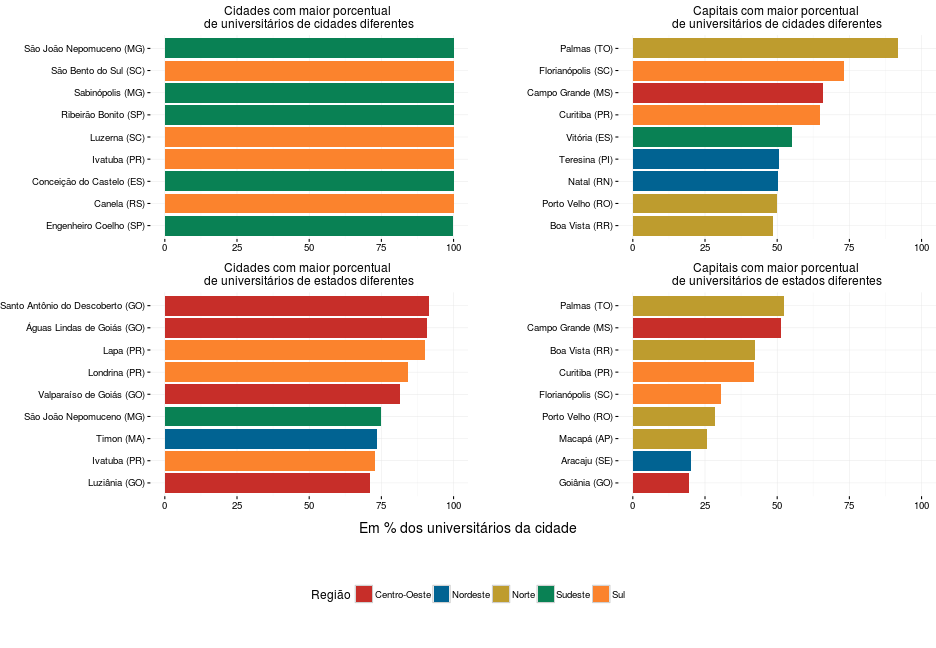 Cidades com maior porcentual
de universitários de cidades diferentes
São João Nepomuceno (MG)
São Bento do Sul (SC)
Sabinópolis (MG)
Ribeirão Bonito (SP)
Luzerna (SC)
Ivatuba (PR)
Conceição do Castelo (ES)
Canela (RS)
Engenheiro Coelho (SP)
0 25 50 75 100
Capitais com maior porcentual
de universitários de cidades diferentes
Palmas (TO)
Florianópolis (SC)
Campo Grande (MS)
Curitiba (PR)
Vitória (ES)
Teresina (PI)
Natal (RN)
Porto Velho (RO)
Boa Vista (RR)
0 25 50 75 100
Cidades com maior porcentual
de universitários de estados diferentes
Santo Antônio do Descoberto (GO)
Águas Lindas de Goiás (GO)
Lapa (PR)
Londrina (PR)
Valparaíso de Goiás (GO)
São João Nepomuceno (MG)
Timon (MA)
Ivatuba (PR)
Luziânia (GO)
0 25 50 75 100
Capitais com maior porcentual
de universitários de estados diferentes
Palmas (TO)
Campo Grande (MS)
Boa Vista (RR)
Curitiba (PR)
Florianópolis (SC)
Porto Velho (RO)
Macapá (AP)
Aracaju (SE)
Goiânia (GO)
0 25 50 75 100
Em % dos universitários da cidade
Região Centro-Oeste Nordeste Norte Sudeste Sul